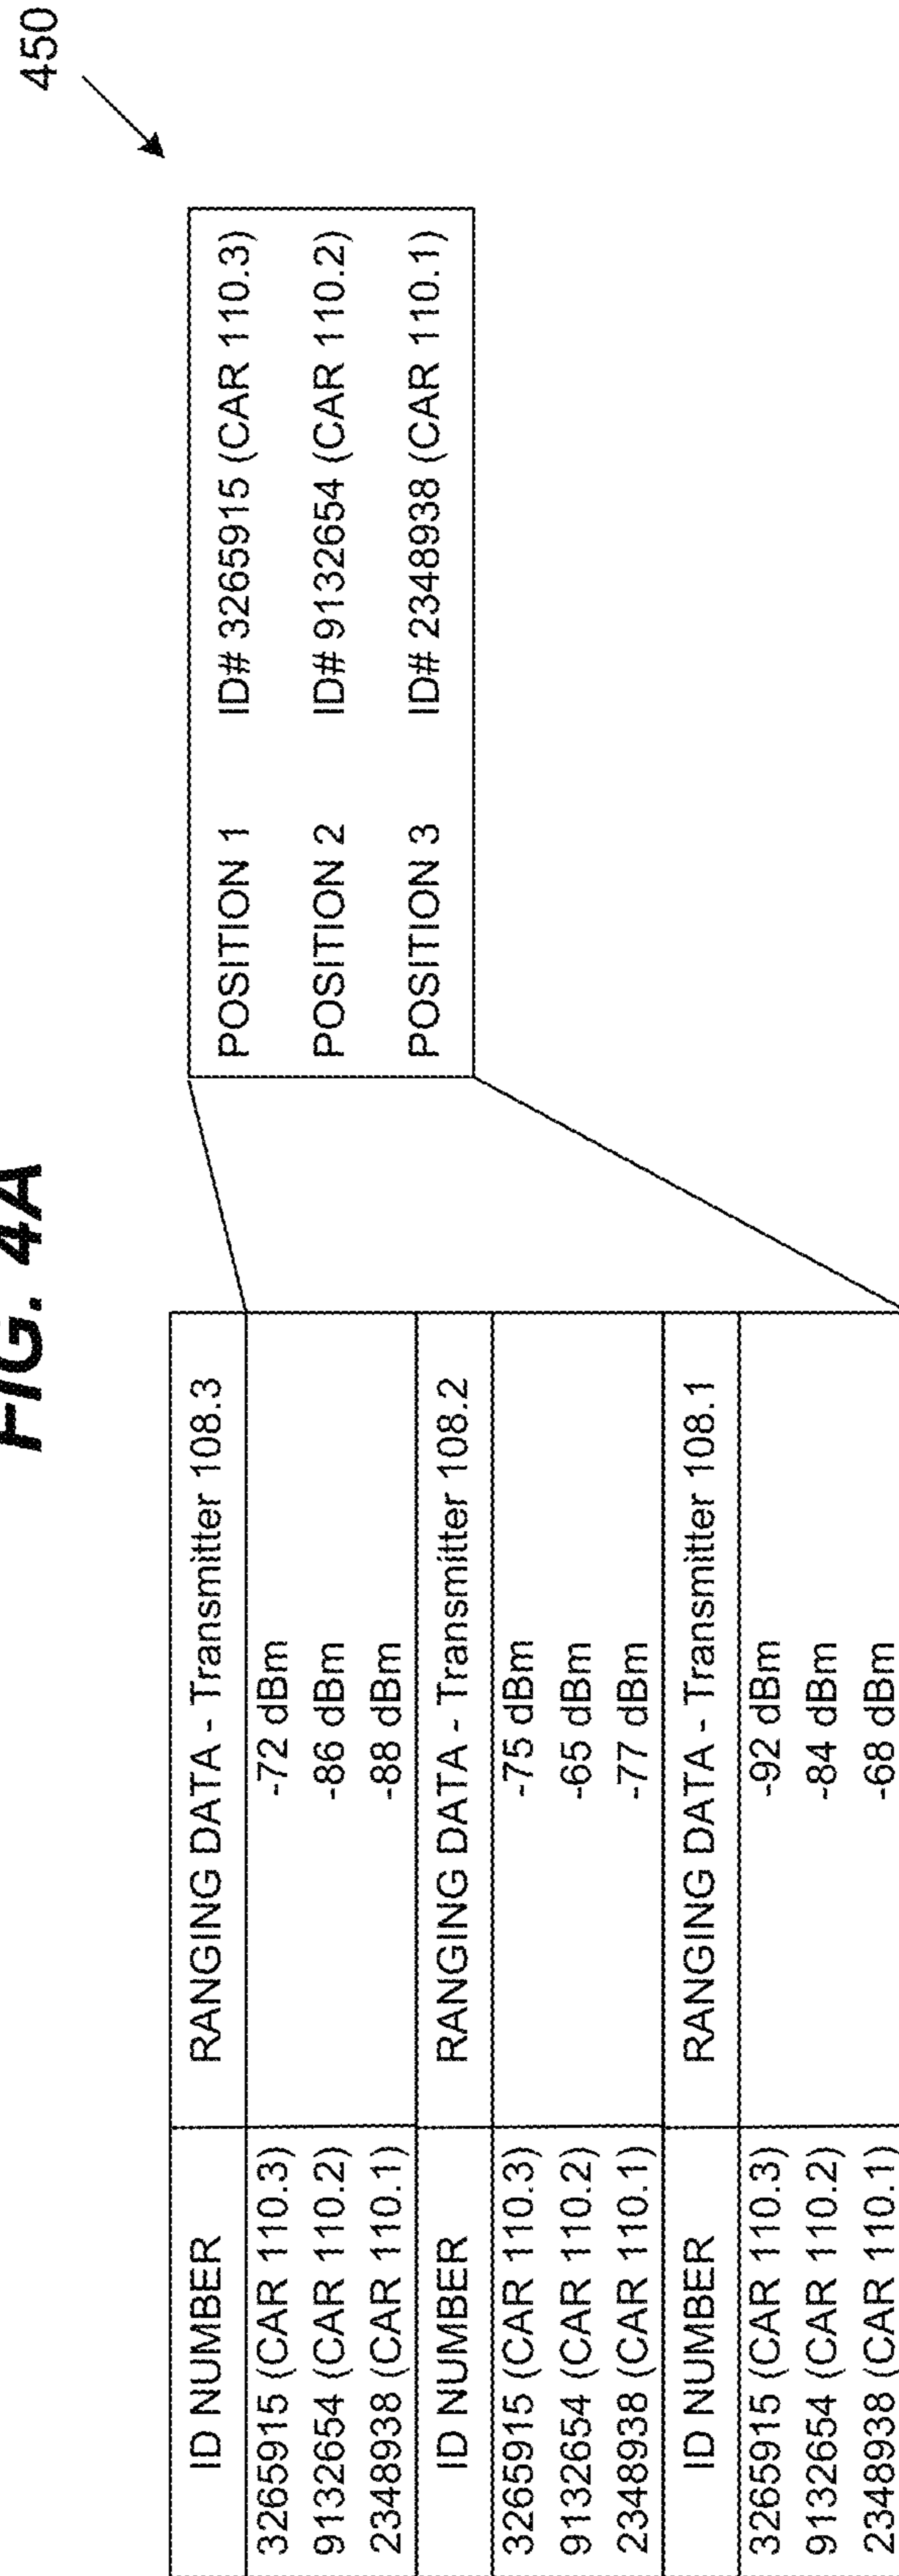 FIG. 4A
450
ID NUMBER RANGING DATA - Transmitter 108.3
3265915 (CAR 110.3) -72 dBm
9132654 (CAR 110.2) -86 dBm
2348938 (CAR 110.1) -88 dBm
ID NUMBER RANGING DATA - Transmitter 108.2
3265915 (CAR 110.3) -75 dBm
9132654 (CAR 110.2) -65 dBm
2348938 (CAR 110.1) -77 dBm
ID NUMBER RANGING DATA - Transmitter 108.1
3265915 (CAR 110.3) -92 dBm
9132654 (CAR 110.2) -84 dBm
2348938 (CAR 110.1) -68 dBm
POSITION 1 ID# 3265915 (CAR 110.3)
POSITION 2 ID# 9132654 (CAR 110.2)
POSITION 3 ID# 2348938 (CAR 110.1)